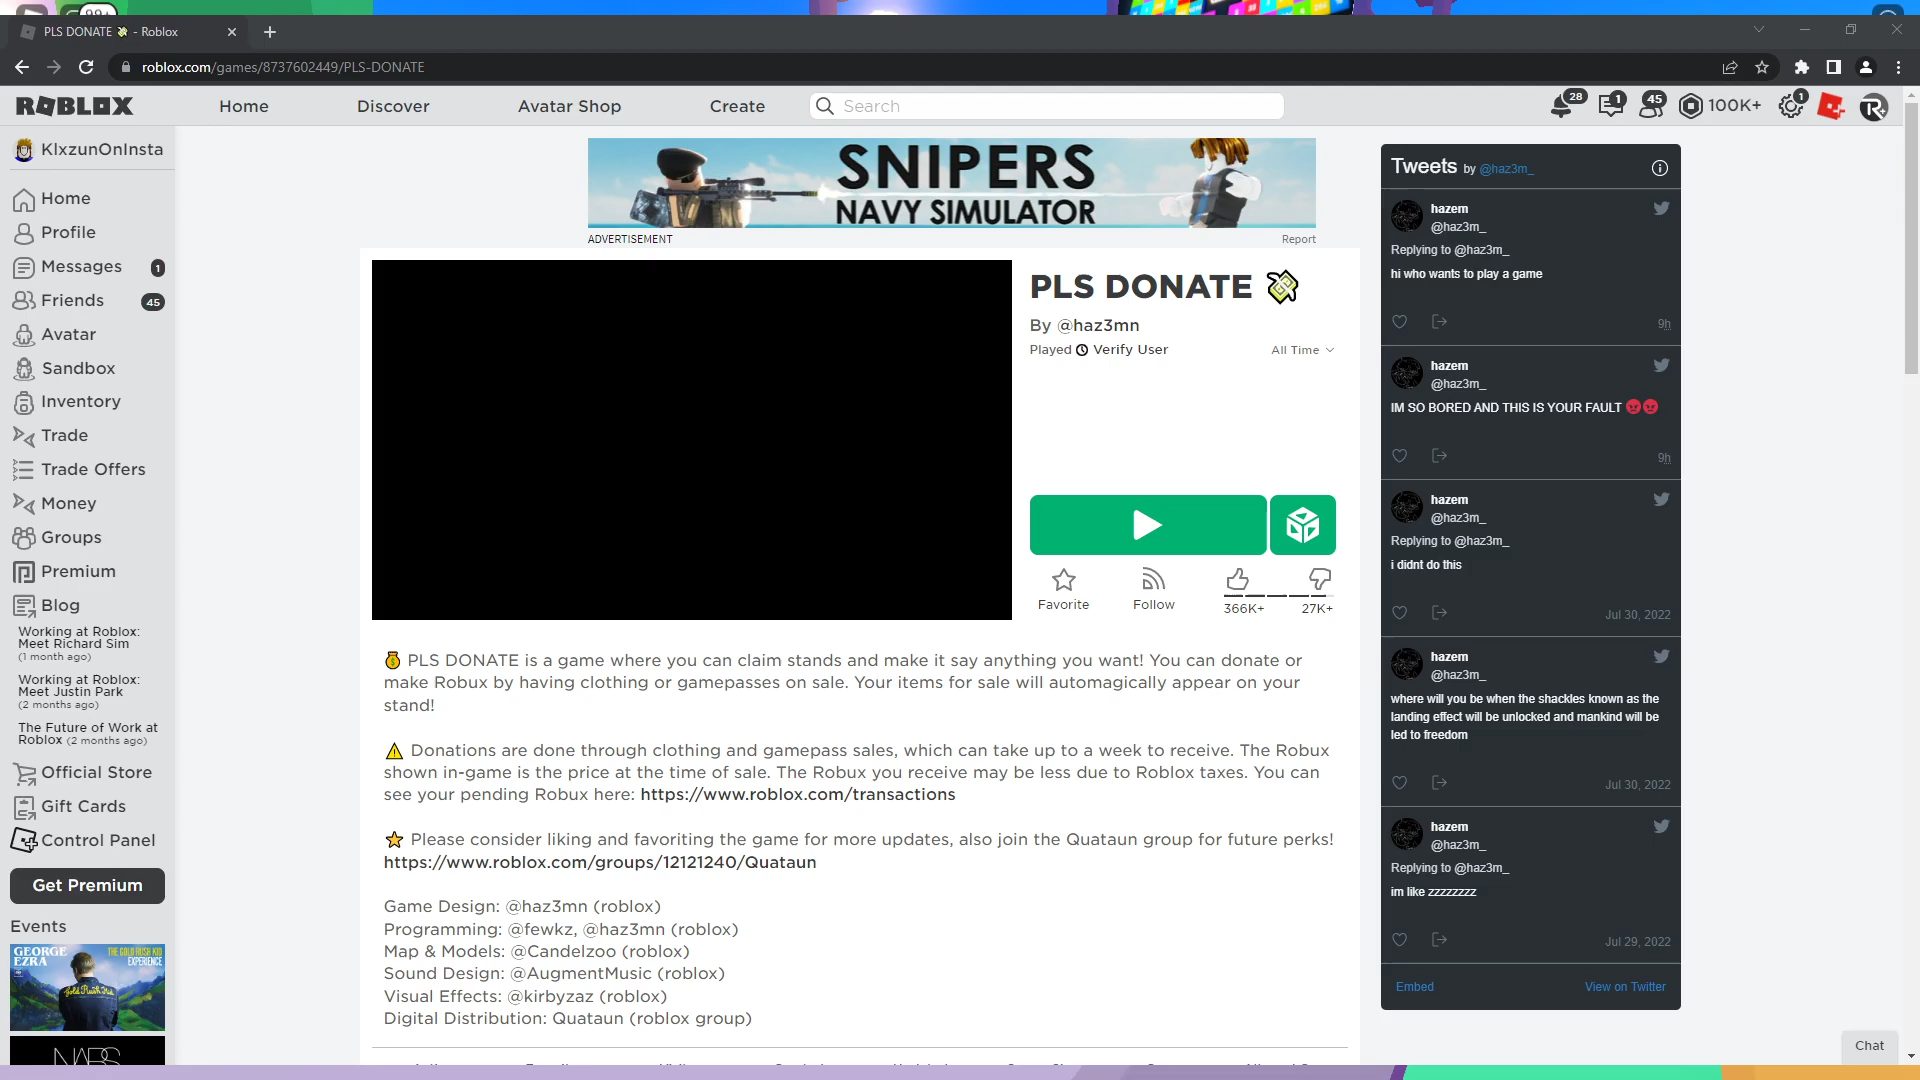 99+
PLS DONATE 💸 - Roblox
roblox.com/games/8737602449/PLS-DONATE
ROBLOX
Home
Discover
Avatar Shop
Create
Search
28
1
45
100K+
1
KlxzunOnInsta
Home
Profile
Messages 1
Friends 45
Avatar
Sandbox
Inventory
Trade
Trade Offers
Money
Groups
Premium
Blog
Working at Roblox:
Meet Richard Sim
(1 month ago)
Working at Roblox:
Meet Justin Park
(2 months ago)
The Future of Work at
Roblox (2 months ago)
Official Store
Gift Cards
Control Panel
Get Premium
Events
GEORGE
EZRA
THE GOLD RUSH KID
EXPERIENCE
Gold Rush Kid
NARS
SNIPERS
NAVY SIMULATOR
ADVERTISEMENT
Report
PLS DONATE 💸
By @haz3mn
Played Verify User
All Time
Favorite
Follow
366K+
27K+
💰 PLS DONATE is a game where you can claim stands and make it say anything you want! You can donate or
make Robux by having clothing or gamepasses on sale. Your items for sale will automagically appear on your
stand!
⚠️ Donations are done through clothing and gamepass sales, which can take up to a week to receive. The Robux
shown in-game is the price at the time of sale. The Robux you receive may be less due to Roblox taxes. You can
see your pending Robux here: https://www.roblox.com/transactions
⭐ Please consider liking and favoriting the game for more updates, also join the Quataun group for future perks!
https://www.roblox.com/groups/12121240/Quataun
Game Design: @haz3mn (roblox)
Programming: @fewkz, @haz3mn (roblox)
Map & Models: @Candelzoo (roblox)
Sound Design: @AugmentMusic (roblox)
Visual Effects: @kirbyzaz (roblox)
Digital Distribution: Quataun (roblox group)
Tweets by @haz3m_
hazem
@haz3m_
Replying to @haz3m_
hi who wants to play a game
9h
hazem
@haz3m_
IM SO BORED AND THIS IS YOUR FAULT 😡😡
9h
hazem
@haz3m_
Replying to @haz3m_
i didnt do this
Jul 30, 2022
hazem
@haz3m_
where will you be when the shackles known as the
landing effect will be unlocked and mankind will be
led to freedom
Jul 30, 2022
hazem
@haz3m_
Replying to @haz3m_
im like zzzzzzzz
Jul 29, 2022
Embed
View on Twitter
Chat